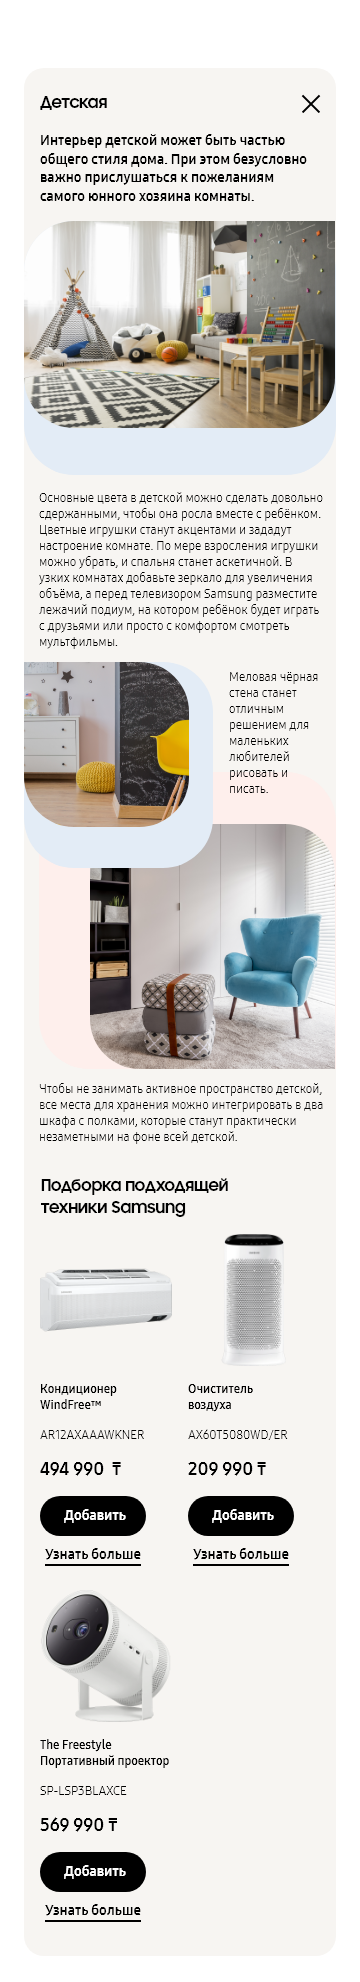 Детская
Интерьер детской может быть частью
общего стиля дома. При этом безусловно
важно прислушаться к пожеланиям
самого юнного хозяина комнаты.
Основные цвета в детской можно сделать довольно
сдержанными, чтобы она росла вместе с ребёнком.
Цветные игрушки станут акцентами и зададут
настроение комнате. По мере взросления игрушки
можно убрать, и спальня станет аскетичной. В
узких комнатах добавьте зеркало для увеличения
объёма, а перед телевизором Samsung разместите
лежачий подиум, на котором ребёнок будет играть
с друзьями или просто с комфортом смотреть
мультфильмы.
Меловая чёрная
стена станет
отличным
решением для
маленьких
любителей
рисовать и
писать.
Чтобы не занимать активное пространство детской,
все места для хранения можно интегрировать в два
шкафа с полками, которые станут практически
незаметными на фоне всей детской.
Подборка подходящей
техники Samsung
Кондиционер
WindFree™
AR12AXAAAWKNER
494 990 ₸
Добавить
Узнать больше
Очиститель
воздуха
AX60T5080WD/ER
209 990 ₸
Добавить
Узнать больше
The Freestyle
Портативный проектор
SP-LSP3BLAXCE
569 990 ₸
Добавить
Узнать больше